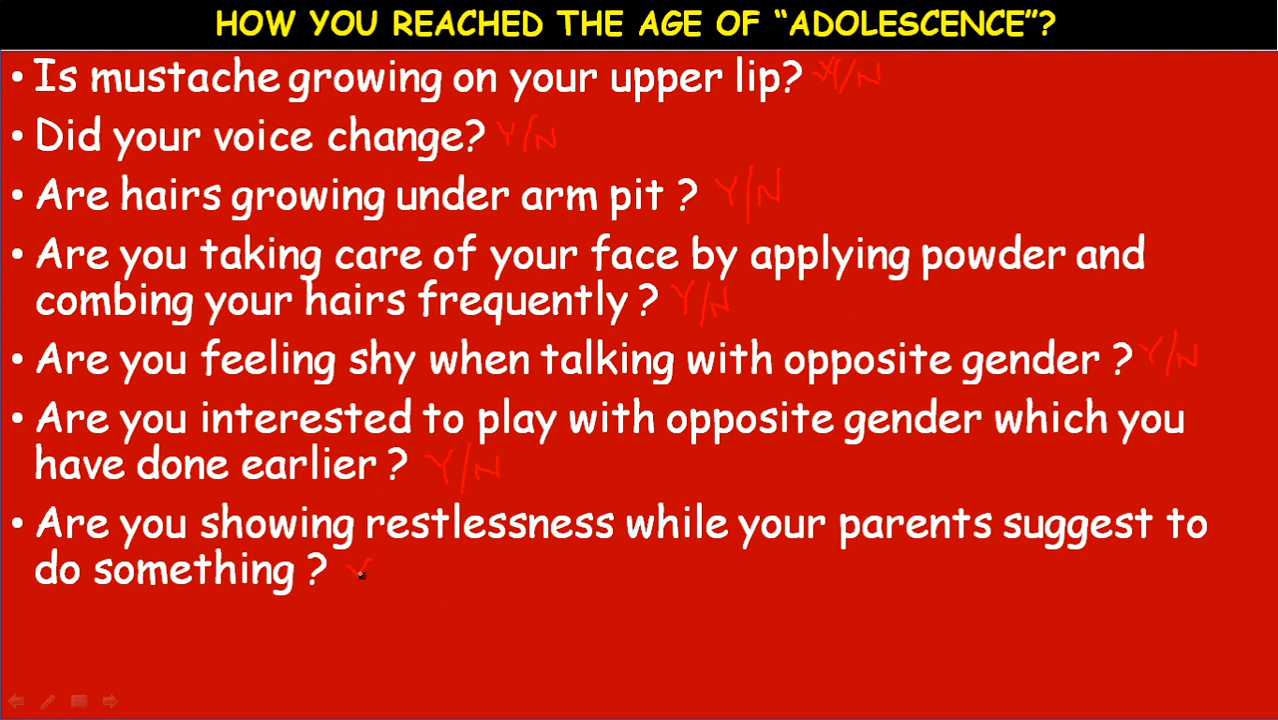 HOW YOU REACHED THE AGE OF “ADOLESCENCE”?
• Is mustache growing on your upper lip? Y/N
• Did your voice change? Y/N
• Are hairs growing under arm pit ? Y/N
• Are you taking care of your face by applying powder and
combing your hairs frequently ? Y/N
• Are you feeling shy when talking with opposite gender ? Y/N
• Are you interested to play with opposite gender which you
have done earlier ? Y/N
• Are you showing restlessness while your parents suggest to
do something ?